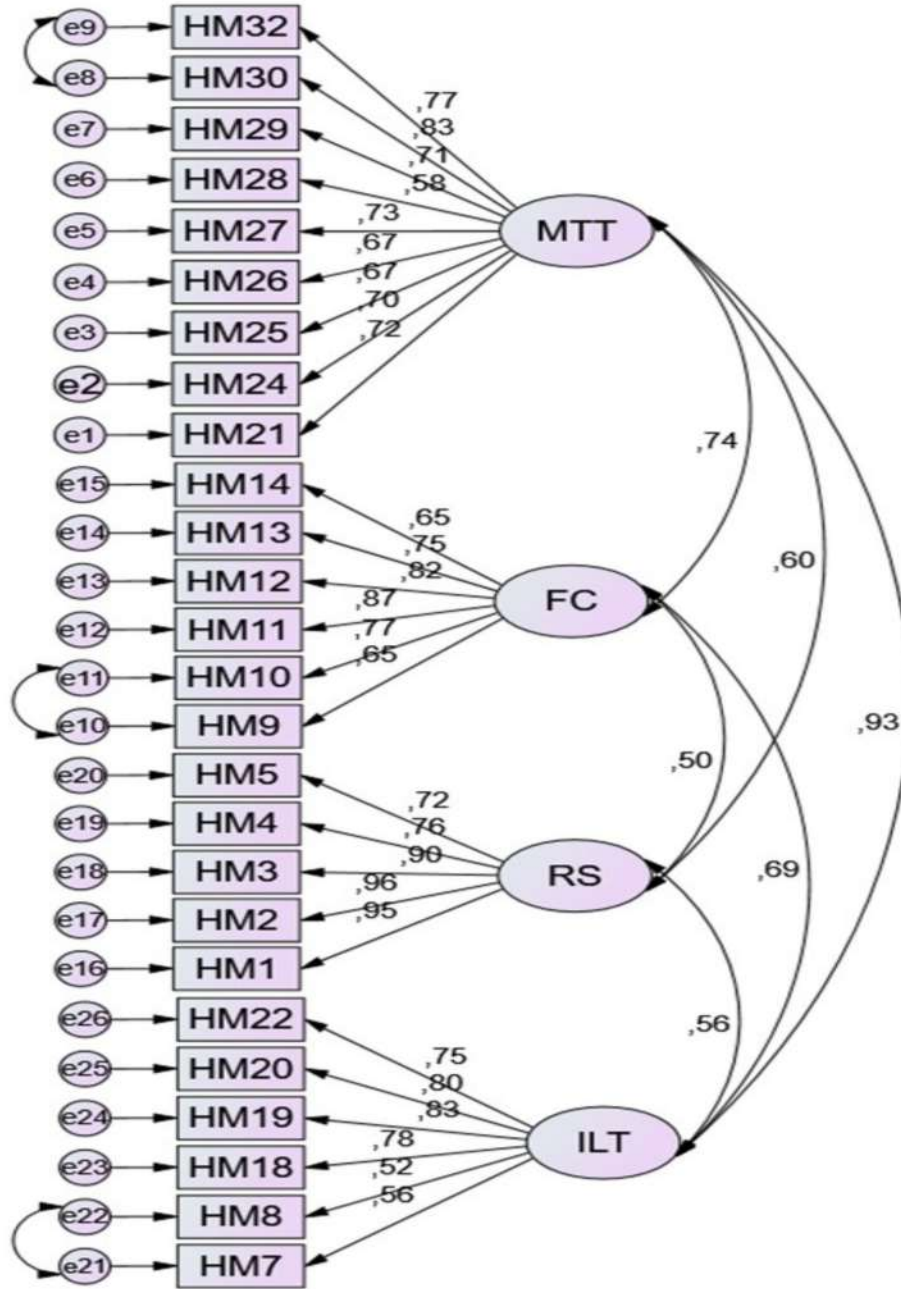 e9 HM32
e8 HM30
,77
e7 HM29
,83
,71
e6 HM28
,58
e5 HM27
,73
MTT
e4 HM26
,67
,67
e3 HM25
,70
,72
e2 HM24
e1 HM21
,74
e15 HM14
,65
e14 HM13
,75
,60
e13 HM12
,82
FC
,87
e12 HM11
,77
,65
e11 HM10
e10 HM9
,93
,50
e20 HM5
,72
e19 HM4
,76
,90
e18 HM3
RS
,69
,96
e17 HM2
,95
e16 HM1
e26 HM22
,56
,75
e25 HM20
,80
,83
e24 HM19
ILT
,78
e23 HM18
,52
,56
e22 HM8
e21 HM7